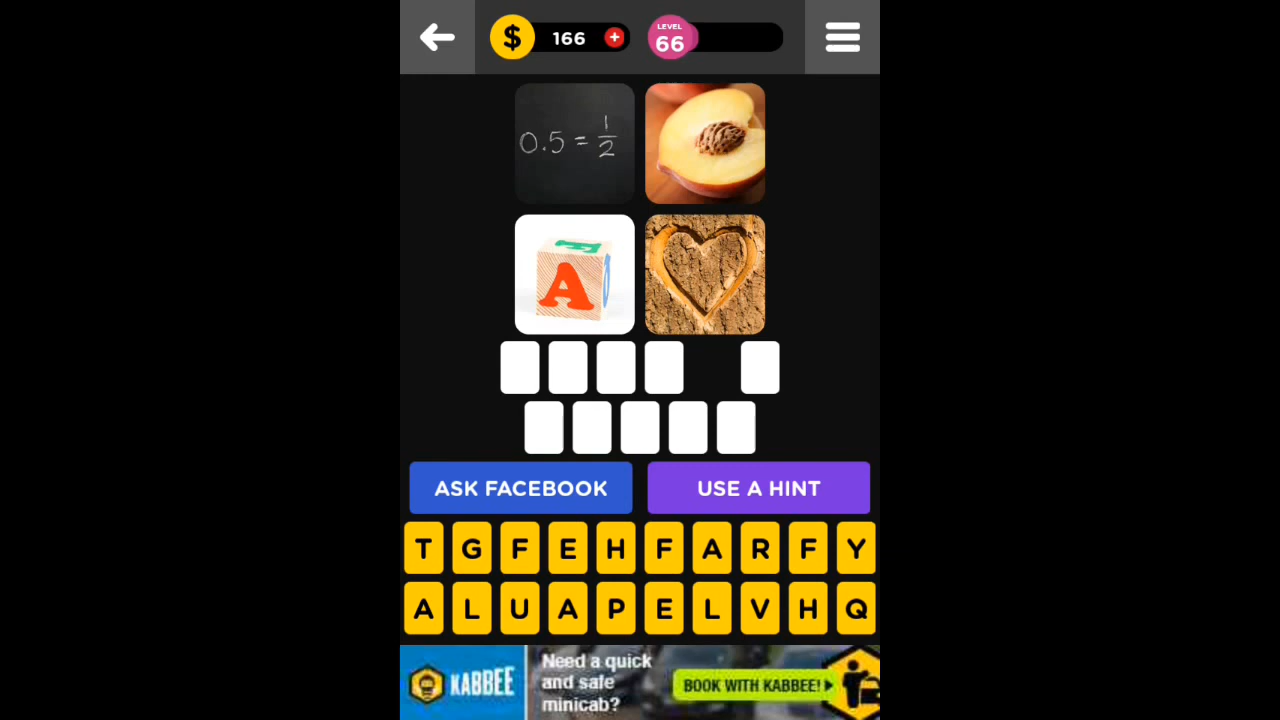 $ 166 + LEVEL
66
0.5 = 1/2
A
ASK FACEBOOK USE A HINT
T G F E H F A R F Y
A L U A P E L V H Q
KABBEE
Need a quick
and safe
minicab?
BOOK WITH KABBEE!